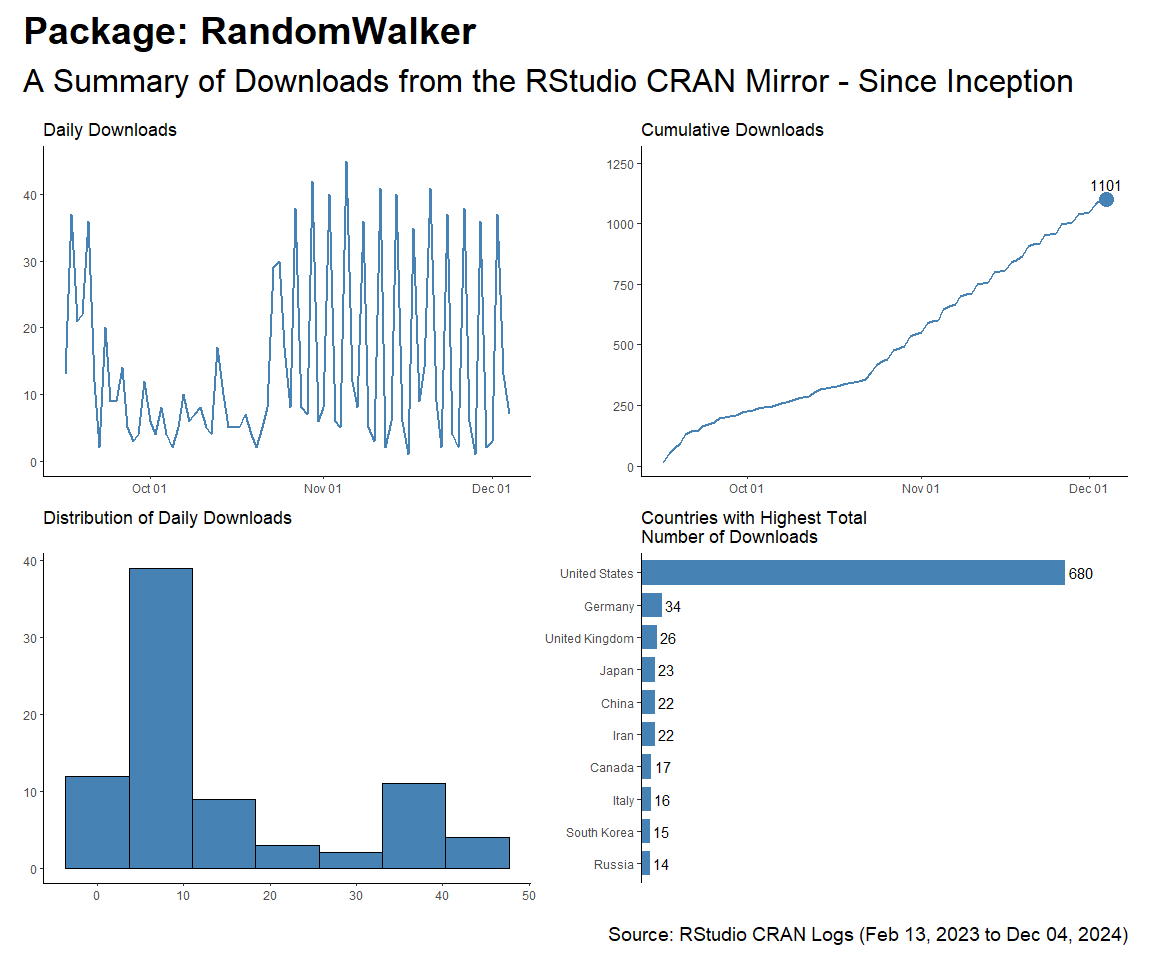 Package: RandomWalker
A Summary of Downloads from the RStudio CRAN Mirror - Since Inception
Daily Downloads
40
30
20
10
0
Oct 01
Nov 01
Dec 01
Cumulative Downloads
1250
1000
750
500
250
0
1101
Oct 01
Nov 01
Dec 01
Distribution of Daily Downloads
40
30
20
10
0
0
10
20
30
40
50
Countries with Highest Total
Number of Downloads
United States 680
Germany 34
United Kingdom 26
Japan 23
China 22
Iran 22
Canada 17
Italy 16
South Korea 15
Russia 14
Source: RStudio CRAN Logs (Feb 13, 2023 to Dec 04, 2024)